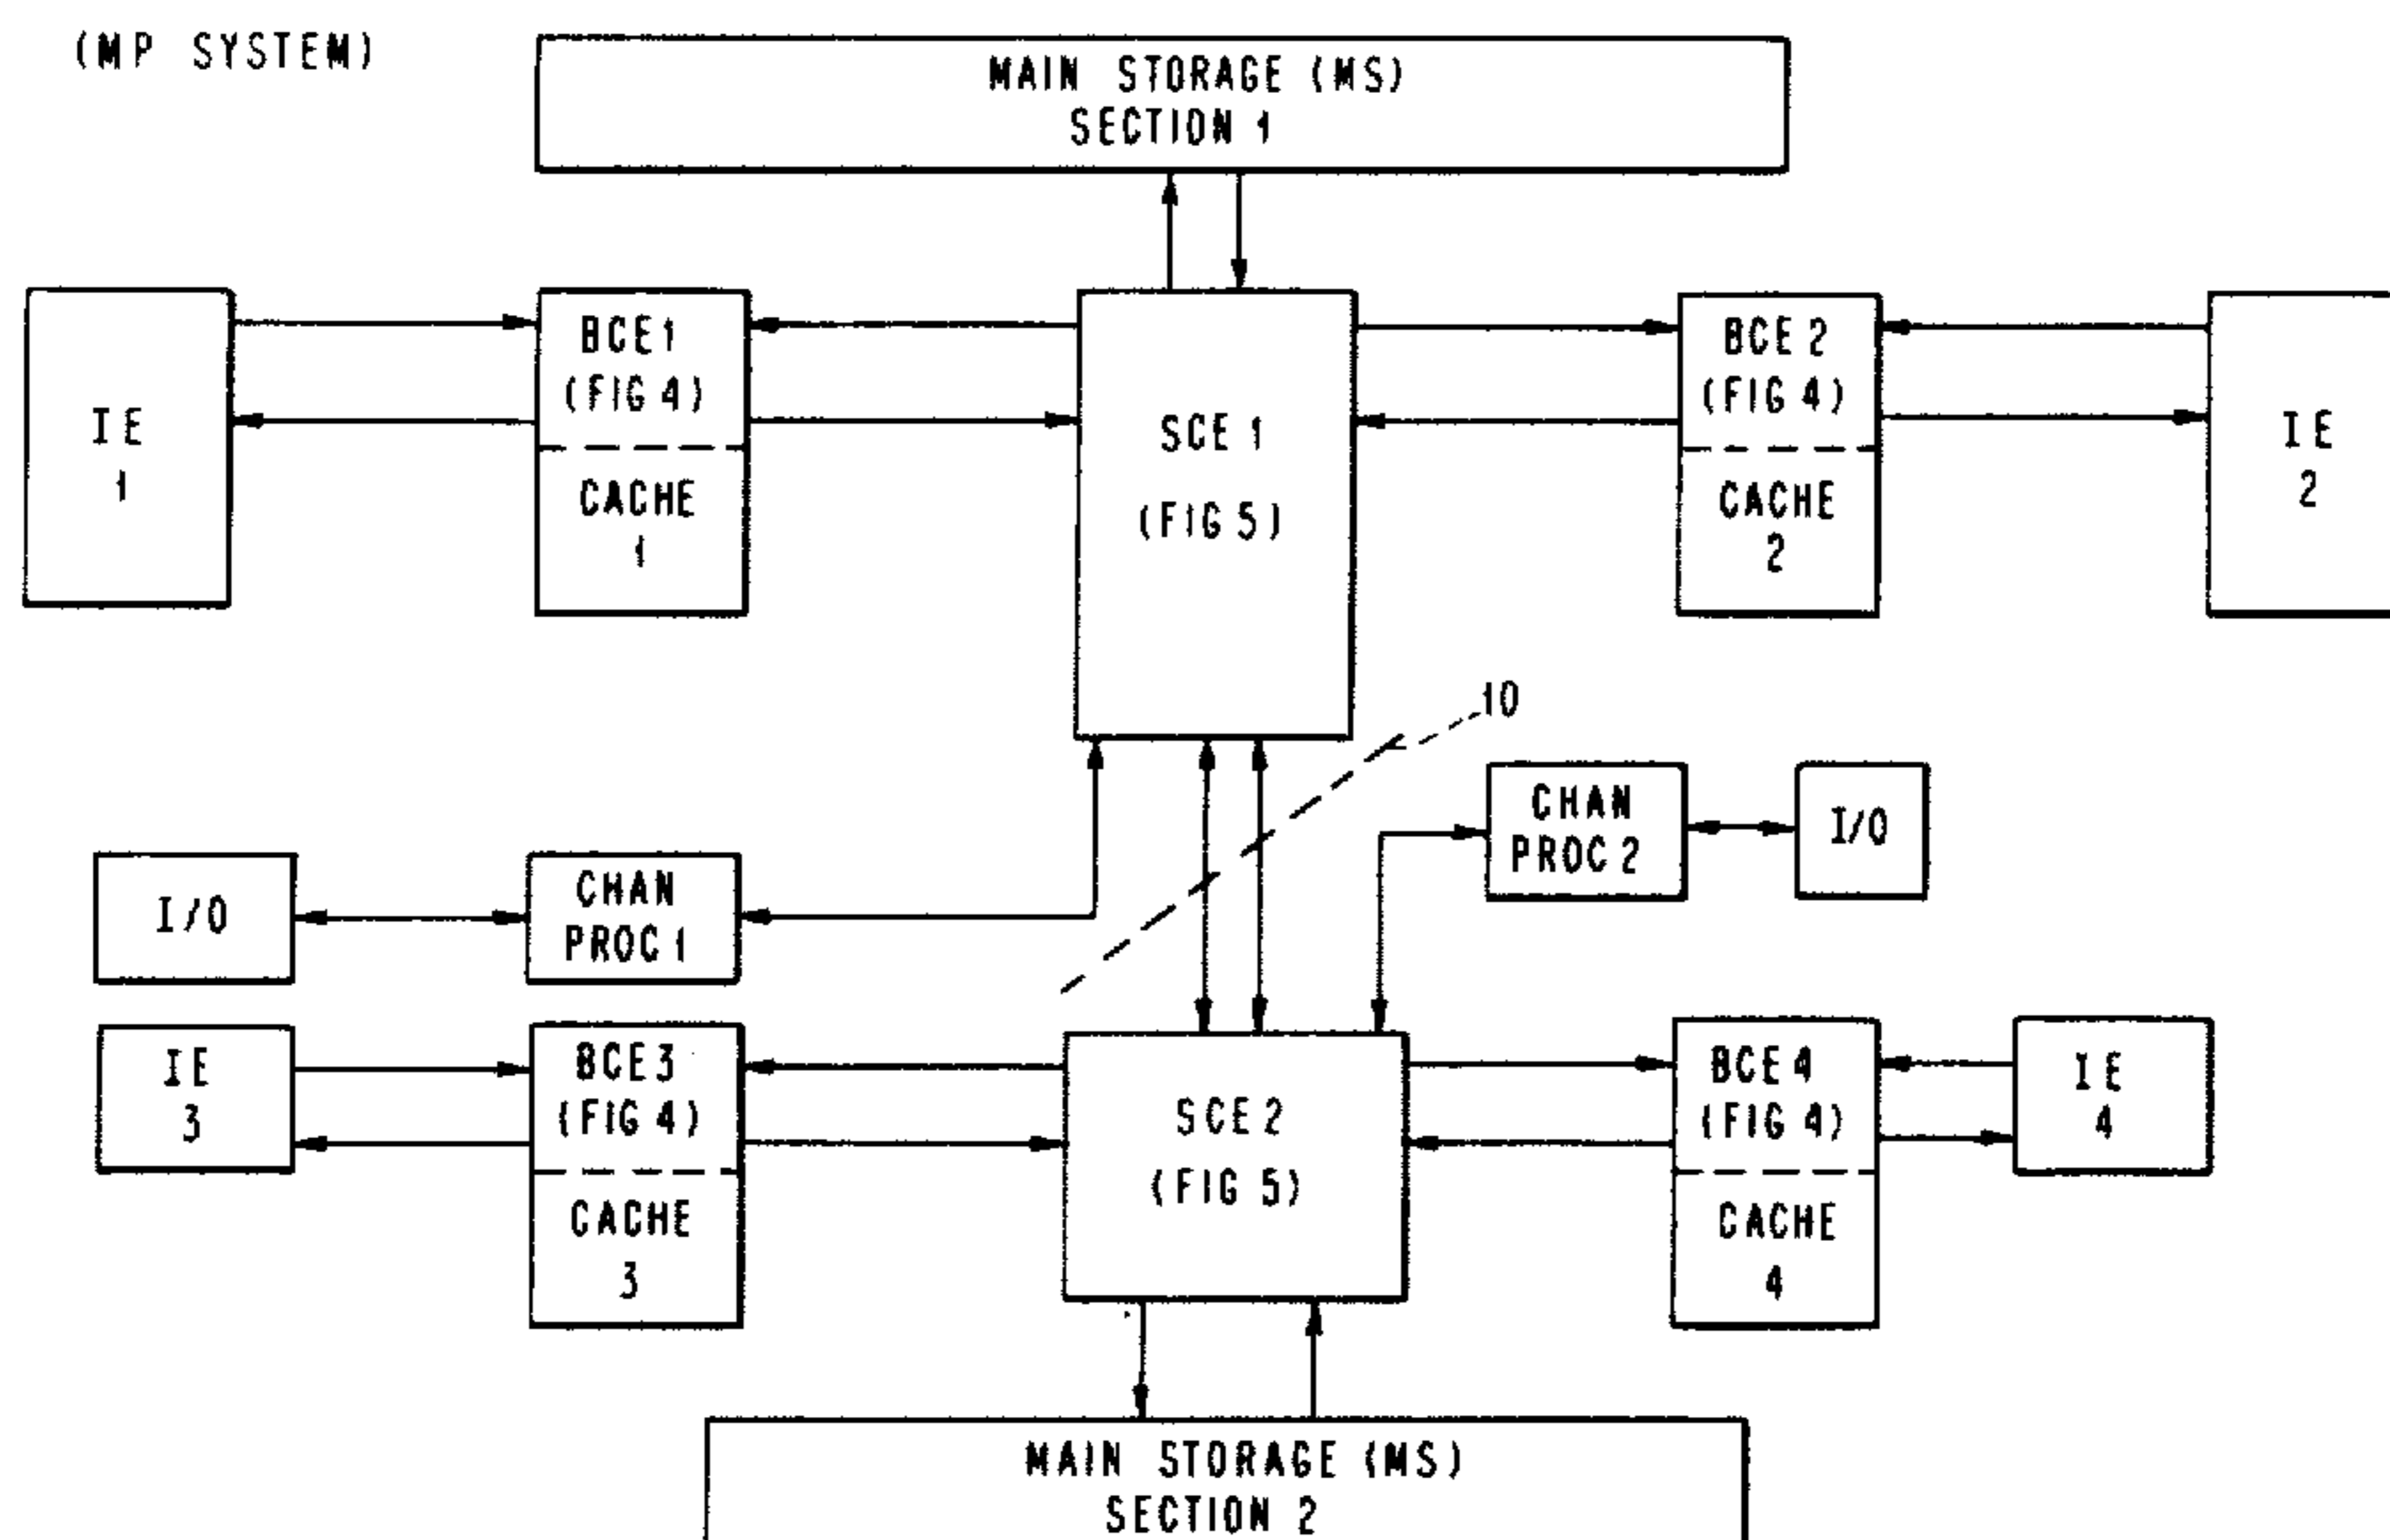 (MP SYSTEM)
MAIN STORAGE (MS)
SECTION 1
IE
1
BCE1
(FIG 4)
CACHE
1
SCE 1
(FIG 5)
BCE 2
(FIG 4)
CACHE
2
IE
2
10
I/O
CHAN
PROC 1
CHAN
PROC 2
I/O
IE
3
BCE3
(FIG 4)
CACHE
3
SCE 2
(FIG 5)
BCE4
(FIG 4)
CACHE
4
IE
4
MAIN STORAGE (MS)
SECTION 2